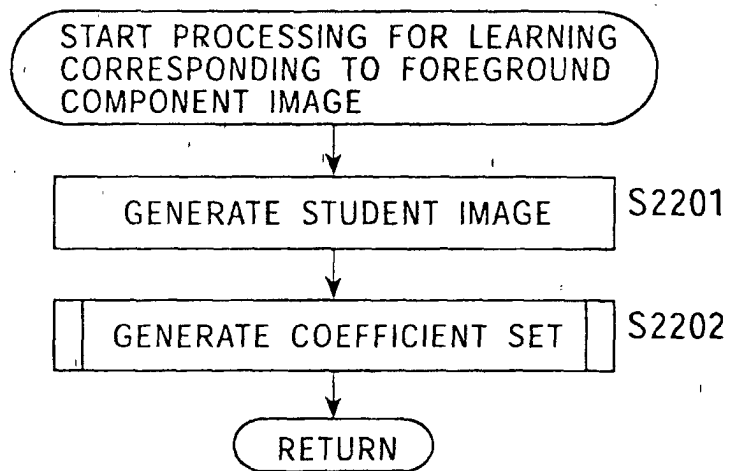 START PROCESSING FOR LEARNING
CORRESPONDING TO FOREGROUND
COMPONENT IMAGE
GENERATE STUDENT IMAGE
S2201
GENERATE COEFFICIENT SET
S2202
RETURN